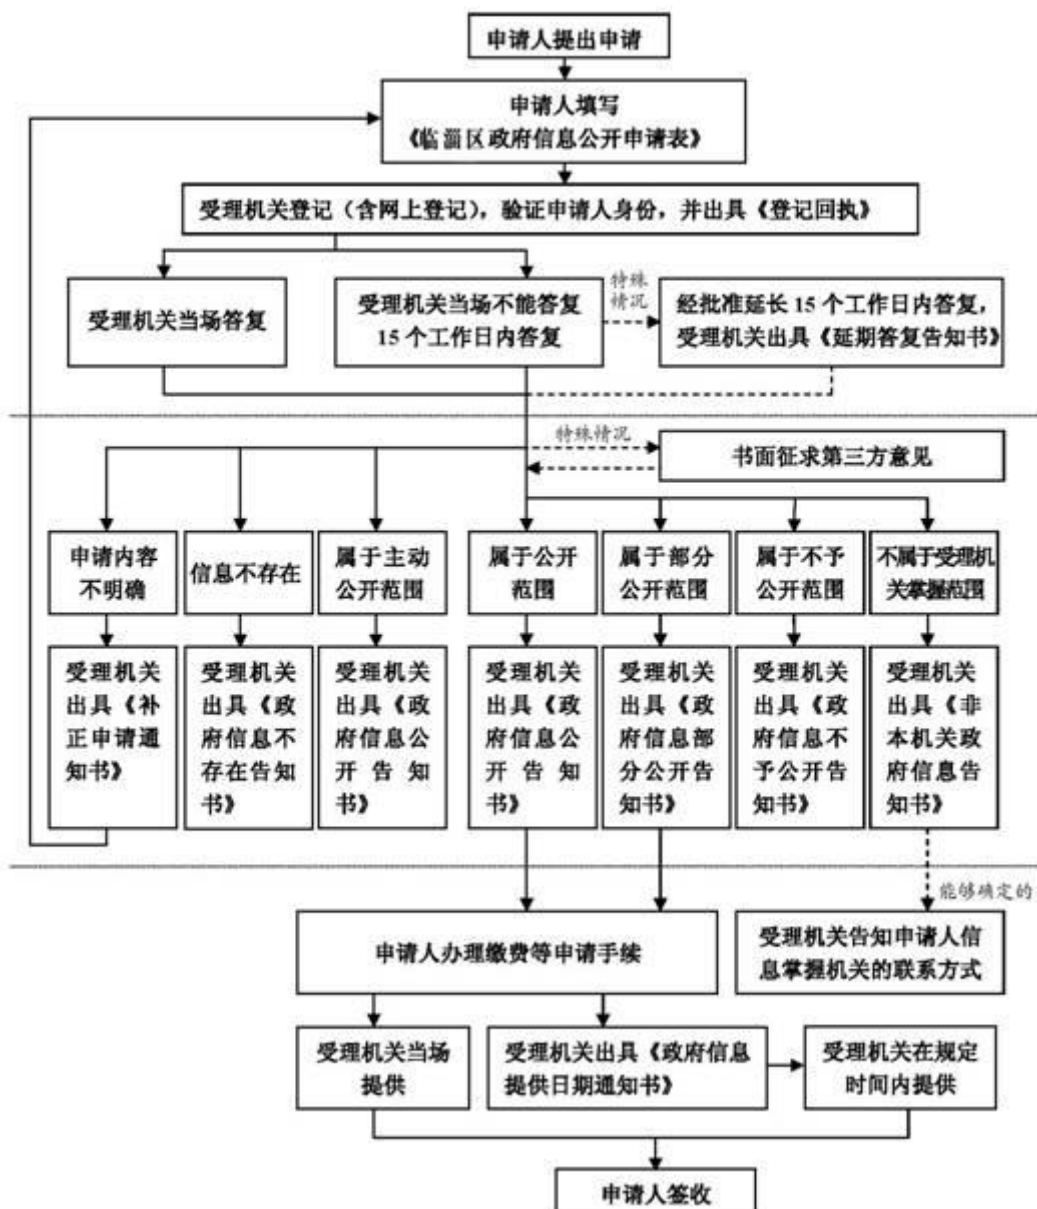 申请人提出申请
申请人填写
《临淄区政府信息公开申请表》
受理机关登记（含网上登记），验证申请人身份，并出具《登记回执》
受理机关当场答复
受理机关当场不能答复
15个工作日内答复
特殊
情况
经批准延长15个工作日内答复，
受理机关出具《延期答复告知书》
特殊情况
书面征求第三方意见
申请内容
不明确
信息不存在
属于主动
公开范围
属于公开
范围
属于部分
公开范围
属于不予
公开范围
不属于受理机
关掌握范围
受理机关
出具《补
正申请通
知书》
受理机关
出具《政
府信息不
存在告知
书》
受理机关
出具《政
府信息公
开告知
书》
受理机关
出具《政
府信息公
开告知
书》
受理机关
出具《政
府信息部
分公开告
知书》
受理机关
出具《政
府信息不
予公开告
知书》
受理机关
出具《非
本机关政
府信息告
知书》
能够确定的
申请人办理缴费等申请手续
受理机关告知申请人信
息掌握机关的联系方式
受理机关当场
提供
受理机关出具《政府信息
提供日期通知书》
受理机关在规定
时间内提供
申请人签收